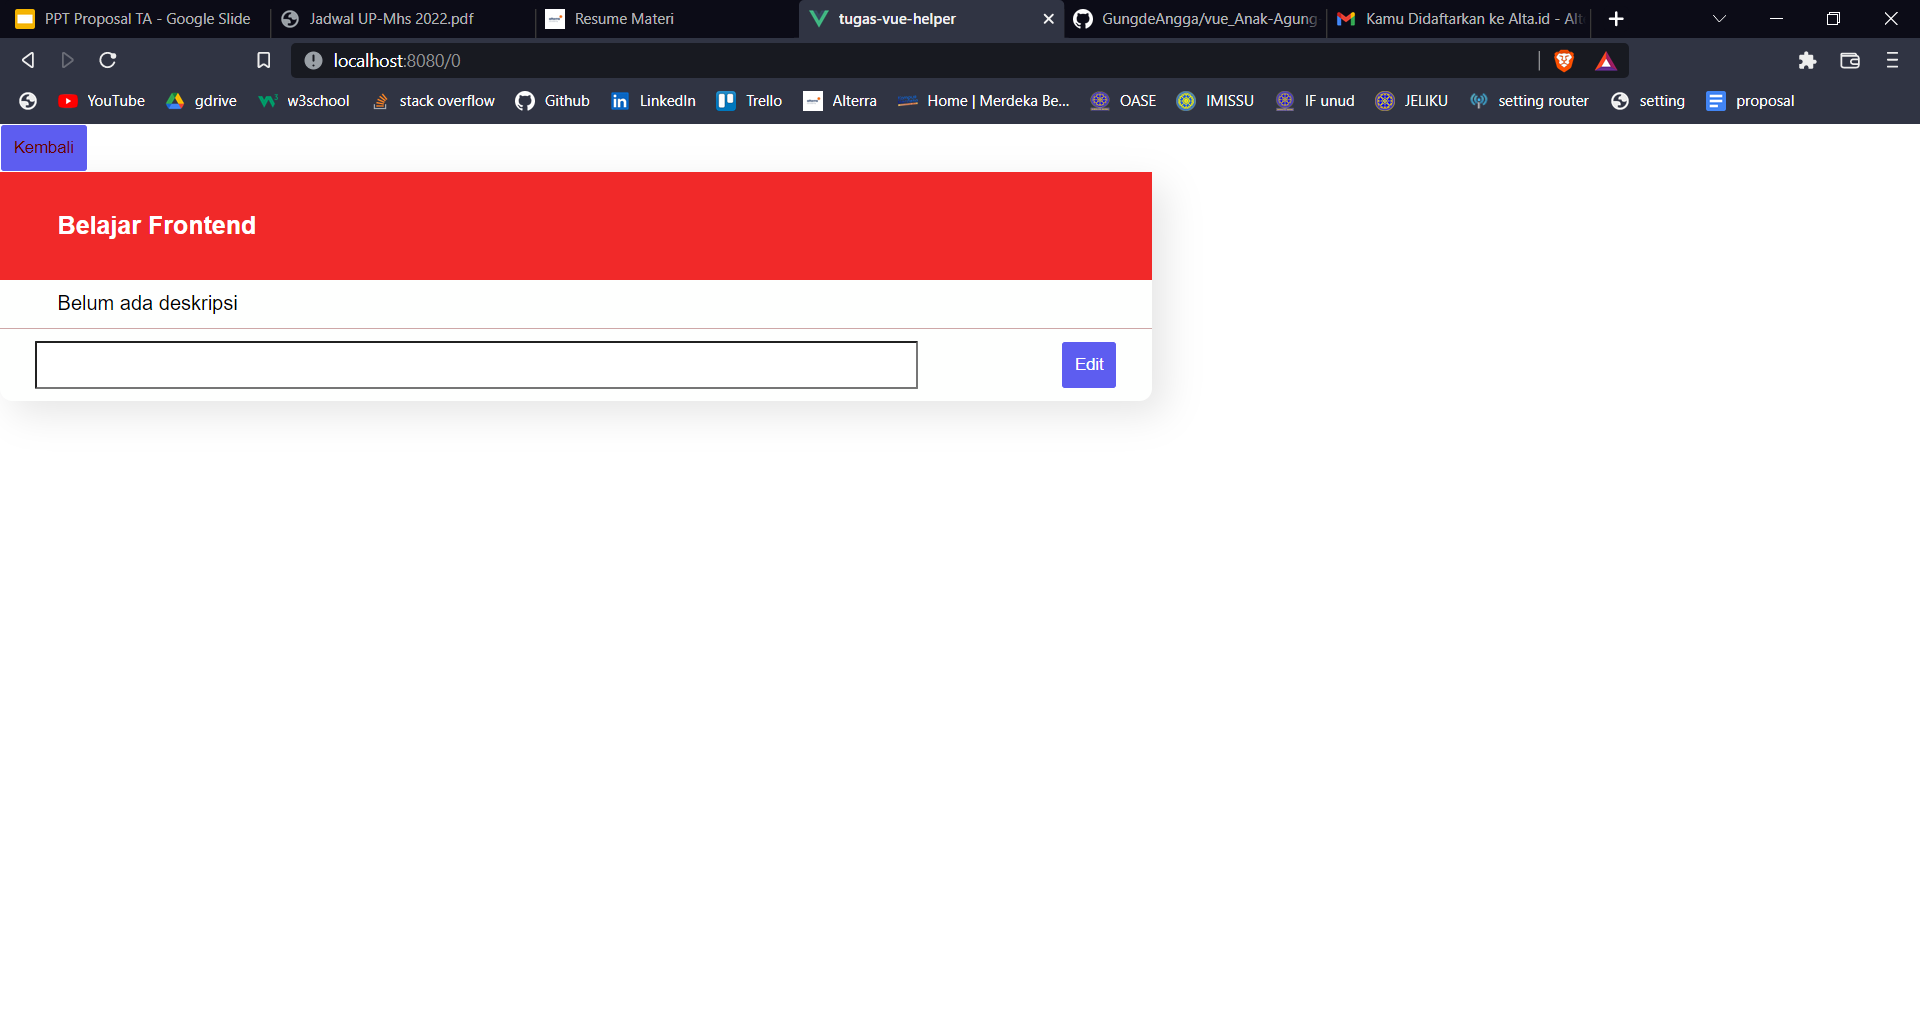 PPT Proposal TA - Google Slide
Jadwal UP-Mhs 2022.pdf
Resume Materi
tugas-vue-helper
GungdeAngga/vue_Anak-Agung
Kamu Didaftarkan ke Alta.id - Alt
localhost:8080/0
YouTube
gdrive
w3school
stack overflow
Github
LinkedIn
Trello
Alterra
Home | Merdeka Be...
OASE
IMISSU
IF unud
JELIKU
setting router
setting
proposal
Kembali
Belajar Frontend
Belum ada deskripsi
Edit